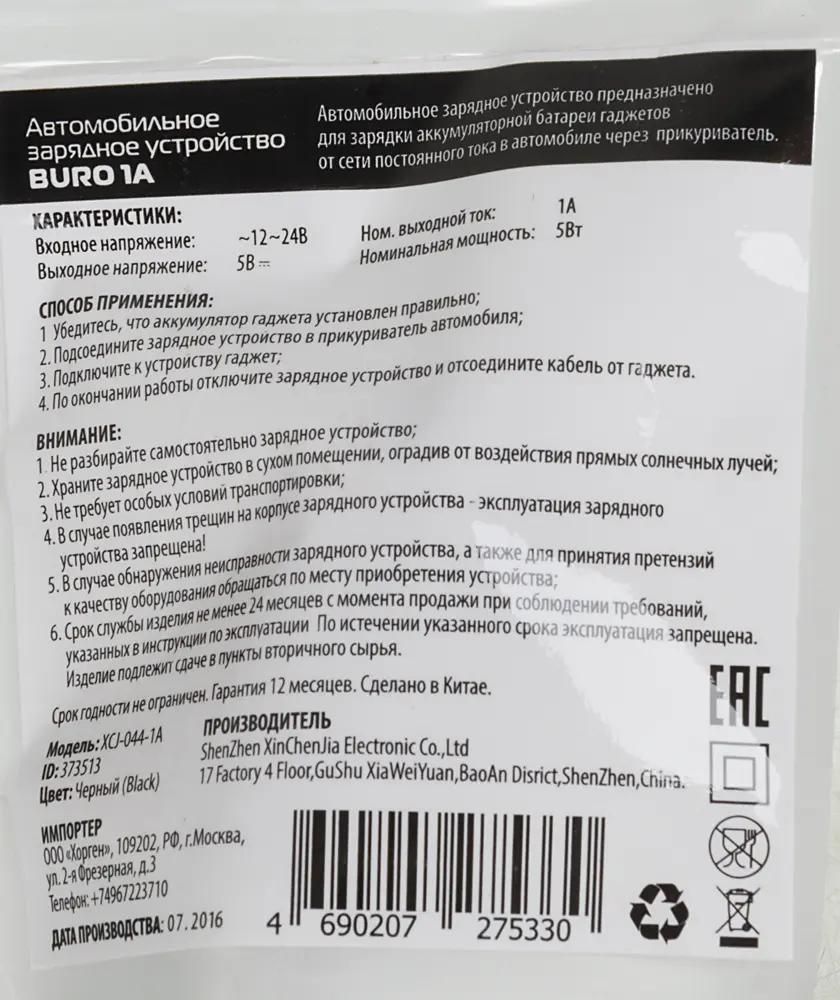 Автомобильное
зарядное устройство
BURO 1A
Автомобильное зарядное устройство предназначено
для зарядки аккумуляторной батареи гаджетов
от сети постоянного тока в автомобиле через прикуриватель.
ХАРАКТЕРИСТИКИ:
Входное напряжение: ~12~24В
Выходное напряжение: 5В ⎓
Ном. выходной ток: 1А
Номинальная мощность: 5Вт
СПОСОБ ПРИМЕНЕНИЯ:
1 Убедитесь, что аккумулятор гаджета установлен правильно;
2. Подсоедините зарядное устройство в прикуриватель автомобиля;
3. Подключите к устройству гаджет;
4. По окончании работы отключите зарядное устройство и отсоедините кабель от гаджета.
ВНИМАНИЕ:
1. Не разбирайте самостоятельно зарядное устройство;
2. Храните зарядное устройство в сухом помещении, оградив от воздействия прямых солнечных лучей;
3. Не требует особых условий транспортировки;
4. В случае появления трещин на корпусе зарядного устройства - эксплуатация зарядного
устройства запрещена!
5. В случае обнаружения неисправности зарядного устройства, а также для принятия претензий
к качеству оборудования обращаться по месту приобретения устройства;
6. Срок службы изделия не менее 24 месяцев с момента продажи при соблюдении требований,
указанных в инструкции по эксплуатации По истечении указанного срока эксплуатация запрещена.
Изделие подлежит сдаче в пункты вторичного сырья.
Срок годности не ограничен. Гарантия 12 месяцев. Сделано в Китае.
EAC
Модель: XCJ-044-1A
ID: 373513
Цвет: Черный (Black)
ПРОИЗВОДИТЕЛЬ
ShenZhen XinChenJia Electronic Co.,Ltd
17 Factory 4 Floor,GuShu XiaWeiYuan,BaoAn Disrict,ShenZhen,China.
ИМПОРТЕР
ООО «Хорген», 109202, РФ, г.Москва,
ул. 2-я Фрезерная, д.3
Телефон: +74967223710
ДАТА ПРОИЗВОДСТВА: 07. 2016
4 690207 275330